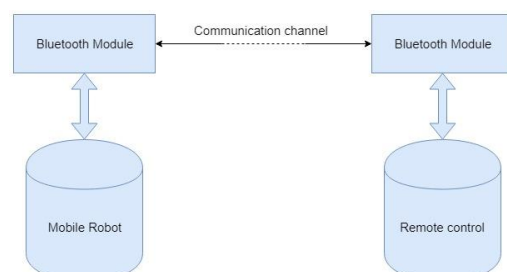 Communication channel
Bluetooth Module
Bluetooth Module
Mobile Robot
Remote control